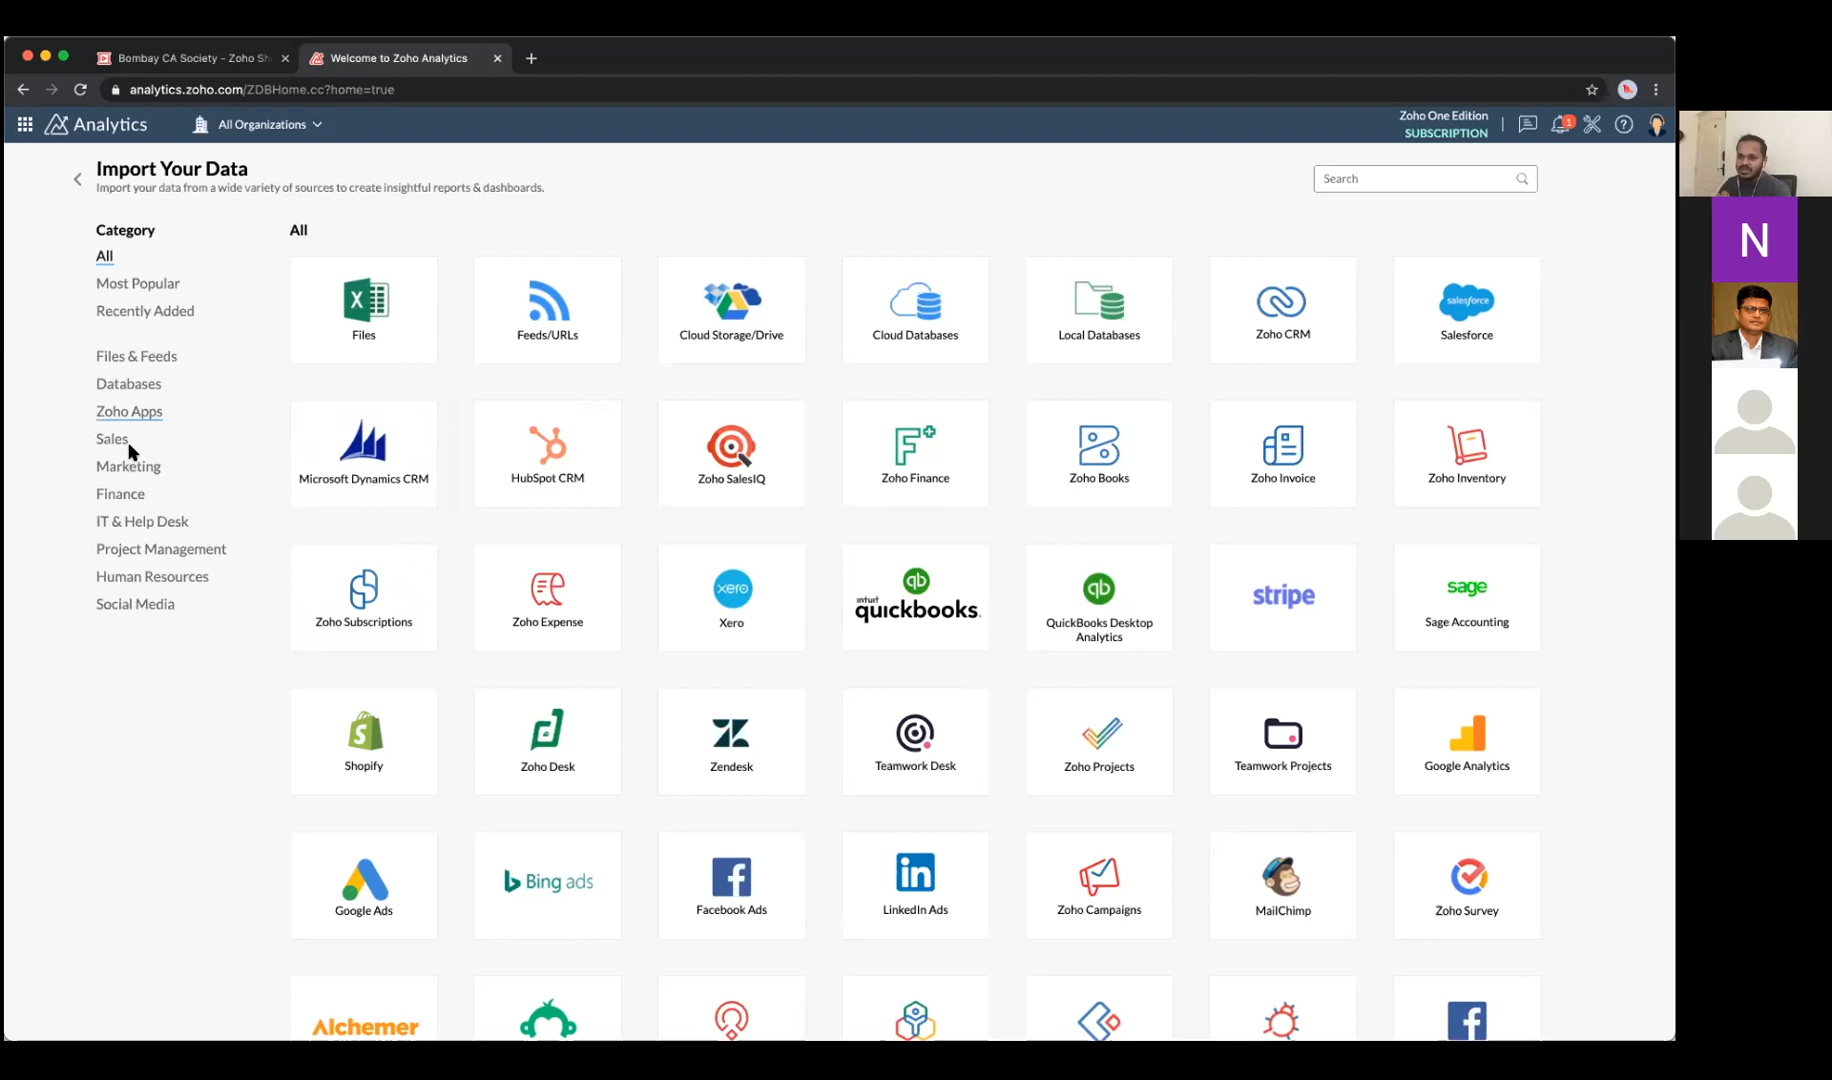 Bombay CA Society - Zoho Sh
Welcome to Zoho Analytics
analytics.zoho.com/ZDBHome.cc?home=true
Analytics
All Organizations
Zoho One Edition
SUBSCRIPTION
1
Import Your Data
Import your data from a wide variety of sources to create insightful reports & dashboards.
Search
N
Category
All
Most Popular
Recently Added
Files & Feeds
Databases
Zoho Apps
Sales
Marketing
Finance
IT & Help Desk
Project Management
Human Resources
Social Media
All
X
Files
Feeds/URLs
Cloud Storage/Drive
Cloud Databases
Local Databases
Zoho CRM
salesforce
Salesforce
Microsoft Dynamics CRM
HubSpot CRM
Zoho SalesIQ
Zoho Finance
Zoho Books
Zoho Invoice
Zoho Inventory
Zoho Subscriptions
Zoho Expense
xero
Xero
qb
intuit
quickbooks.
qb
QuickBooks Desktop
Analytics
stripe
sage
Sage Accounting
Shopify
Zoho Desk
Zendesk
Teamwork Desk
Zoho Projects
Teamwork Projects
Google Analytics
Google Ads
Bing ads
Facebook Ads
in
LinkedIn Ads
Zoho Campaigns
MailChimp
Zoho Survey
Alchemer